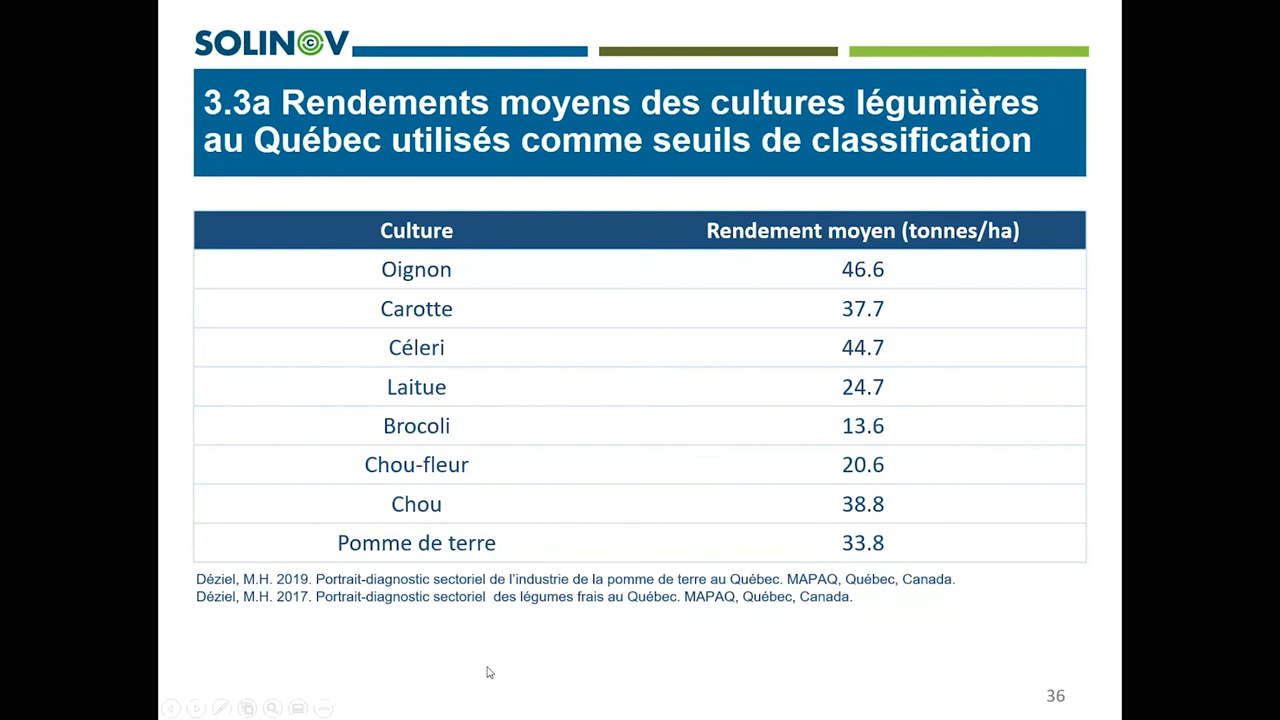 SOLINOV
3.3a Rendements moyens des cultures légumières
au Québec utilisés comme seuils de classification
Culture Rendement moyen (tonnes/ha)
Oignon 46.6
Carotte 37.7
Céleri 44.7
Laitue 24.7
Brocoli 13.6
Chou-fleur 20.6
Chou 38.8
Pomme de terre 33.8
Déziel, M.H. 2019. Portrait-diagnostic sectoriel de l’industrie de la pomme de terre au Québec. MAPAQ, Québec, Canada.
Déziel, M.H. 2017. Portrait-diagnostic sectoriel des légumes frais au Québec. MAPAQ, Québec, Canada.
36